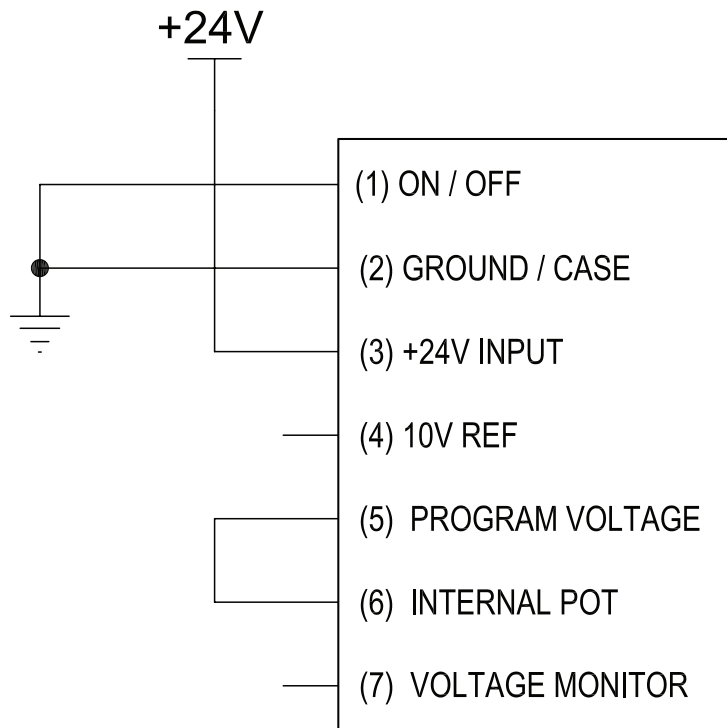 +24V
(1) ON / OFF
(2) GROUND / CASE
(3) +24V INPUT
(4) 10V REF
(5) PROGRAM VOLTAGE
(6) INTERNAL POT
(7) VOLTAGE MONITOR